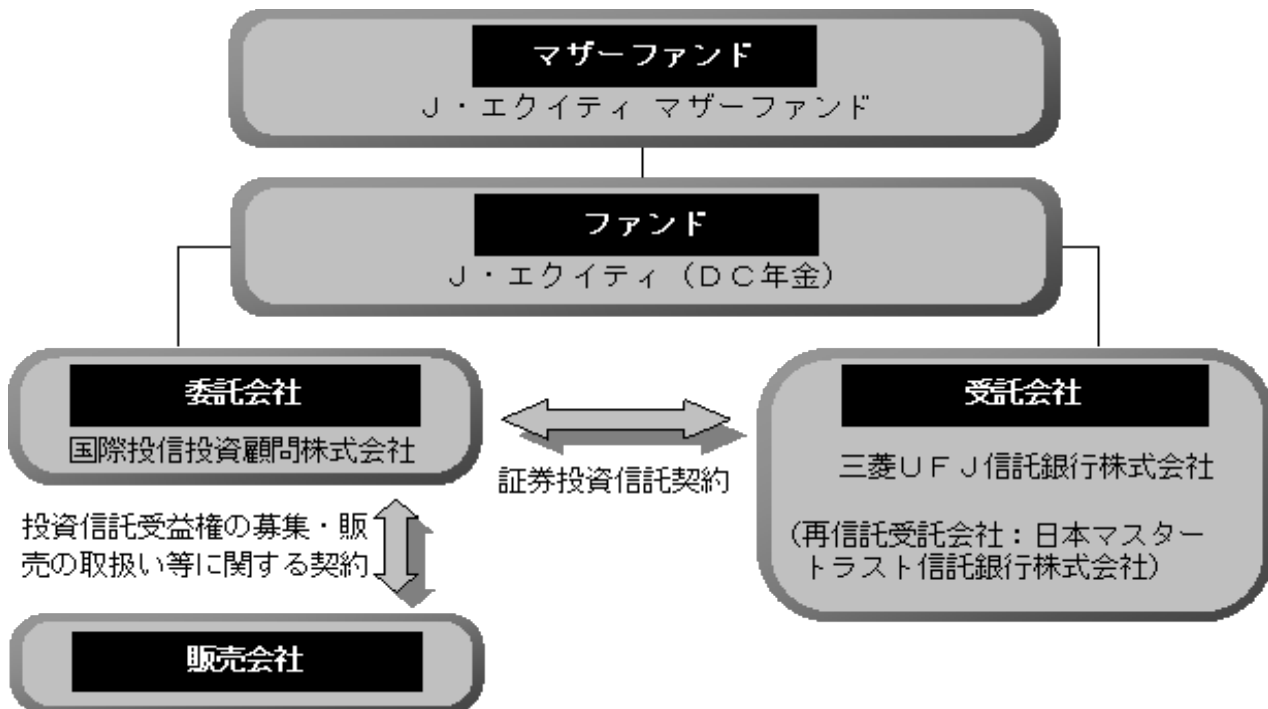 マザーファンド
J・エクイティ マザーファンド
ファンド
J・エクイティ（DC年金）
委託会社
国際投信投資顧問株式会社
証券投資信託契約
受託会社
三菱UFJ信託銀行株式会社
（再信託受託会社：日本マスター
トラスト信託銀行株式会社）
投資信託受益権の募集・販
売の取扱い等に関する契約
販売会社